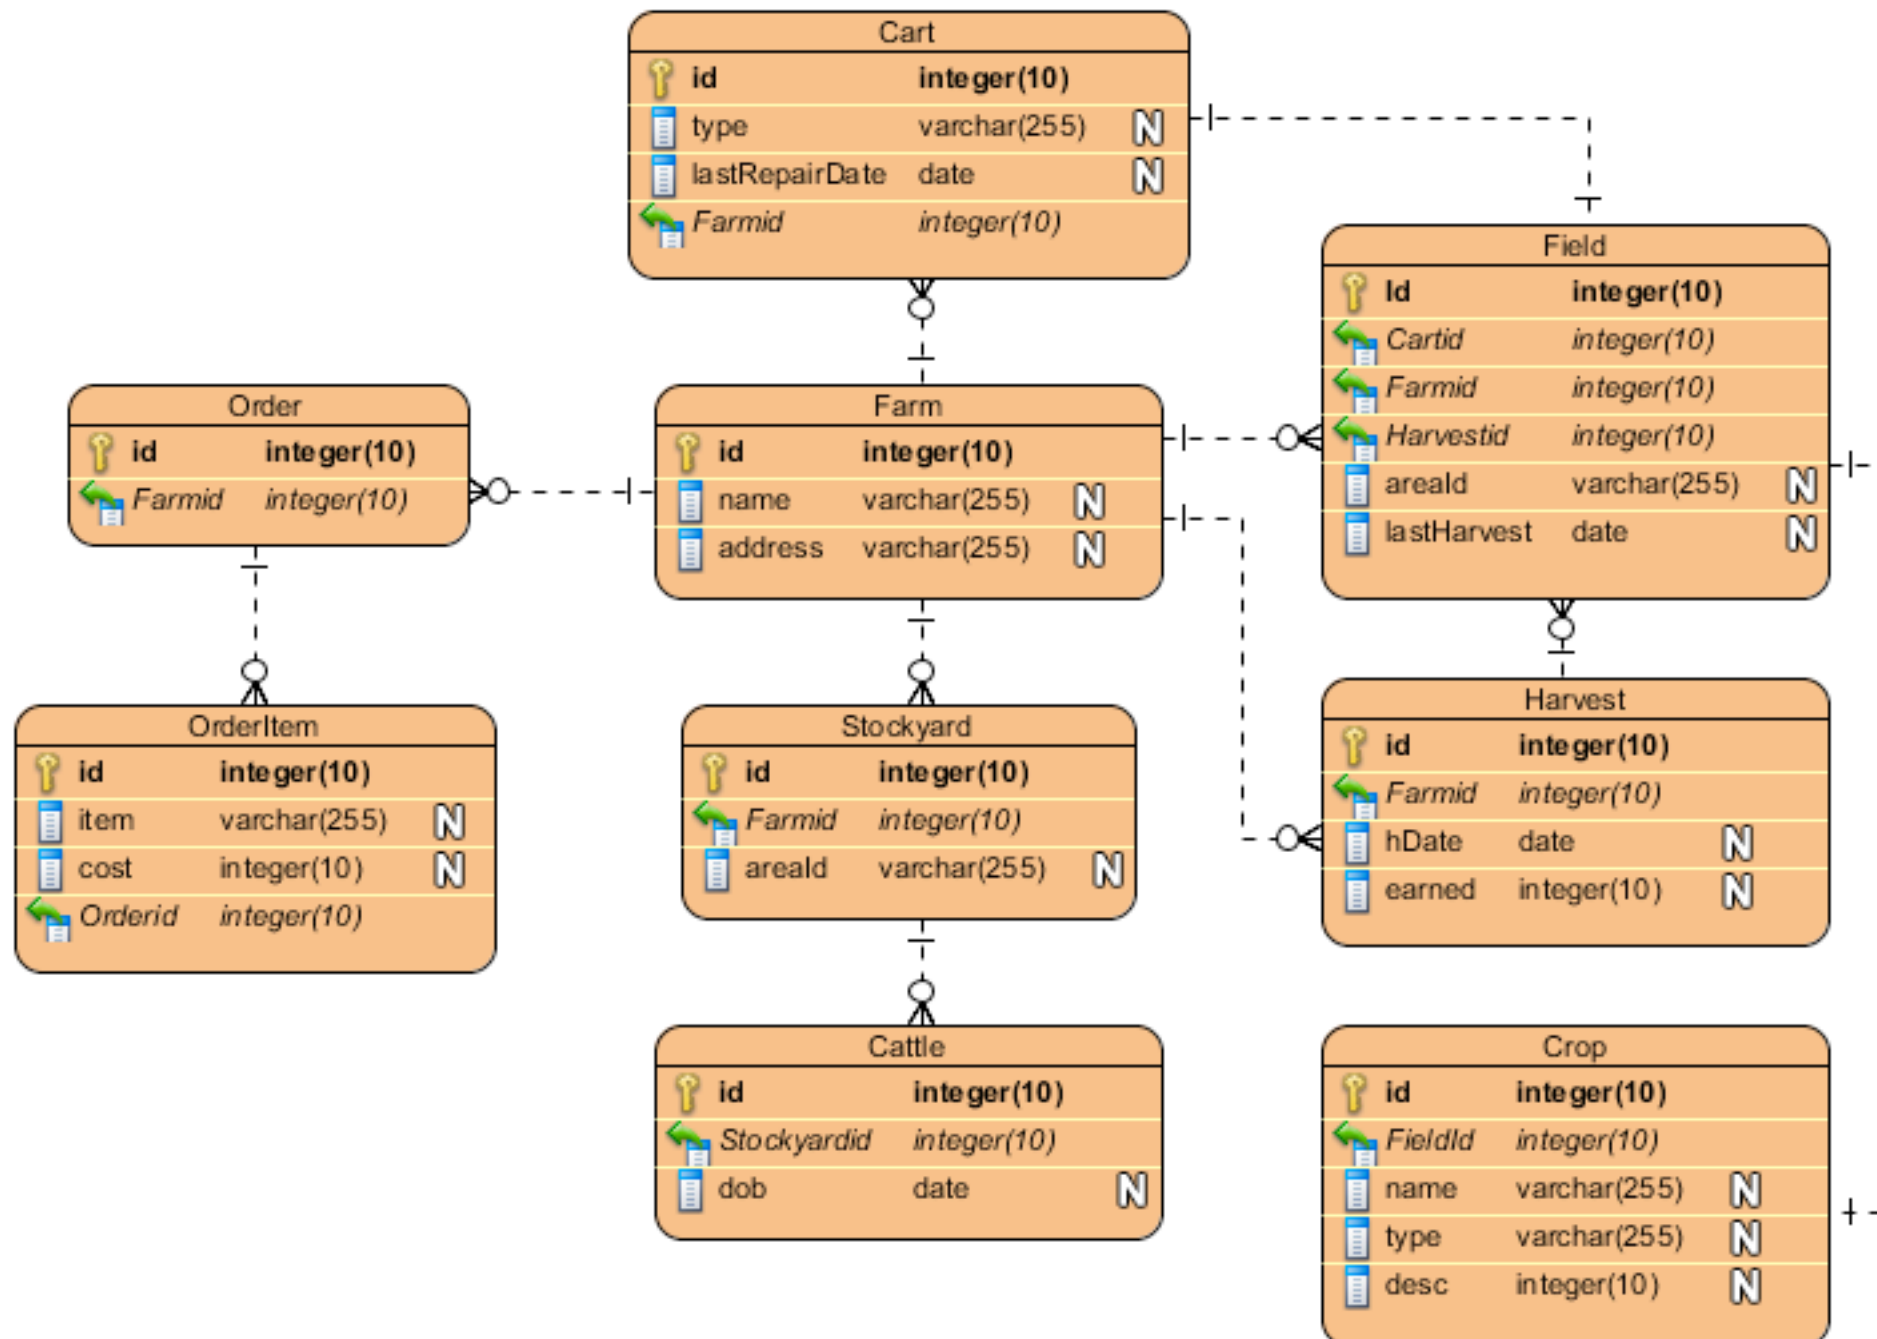 Cart
id integer(10)
type varchar(255) N
lastRepairDate date N
Farmid integer(10)
Field
Id integer(10)
Cartid integer(10)
Farmid integer(10)
Harvestid integer(10)
areaId varchar(255) N
lastHarvest date N
Order
id integer(10)
Farmid integer(10)
Farm
id integer(10)
name varchar(255) N
address varchar(255) N
OrderItem
id integer(10)
item varchar(255) N
cost integer(10) N
Orderid integer(10)
Stockyard
id integer(10)
Farmid integer(10)
areaId varchar(255) N
Harvest
id integer(10)
Farmid integer(10)
hDate date N
earned integer(10) N
Cattle
id integer(10)
Stockyardid integer(10)
dob date N
Crop
id integer(10)
FieldId integer(10)
name varchar(255) N
type varchar(255) N
desc integer(10) N